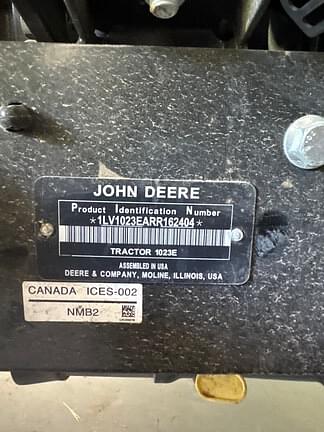 JOHN DEERE
Product Identification Number
*1LV1023EARR162404*
TRACTOR 1023E
ASSEMBLED IN USA
DEERE & COMPANY, MOLINE, ILLINOIS, USA
CANADA ICES-002
NMB2